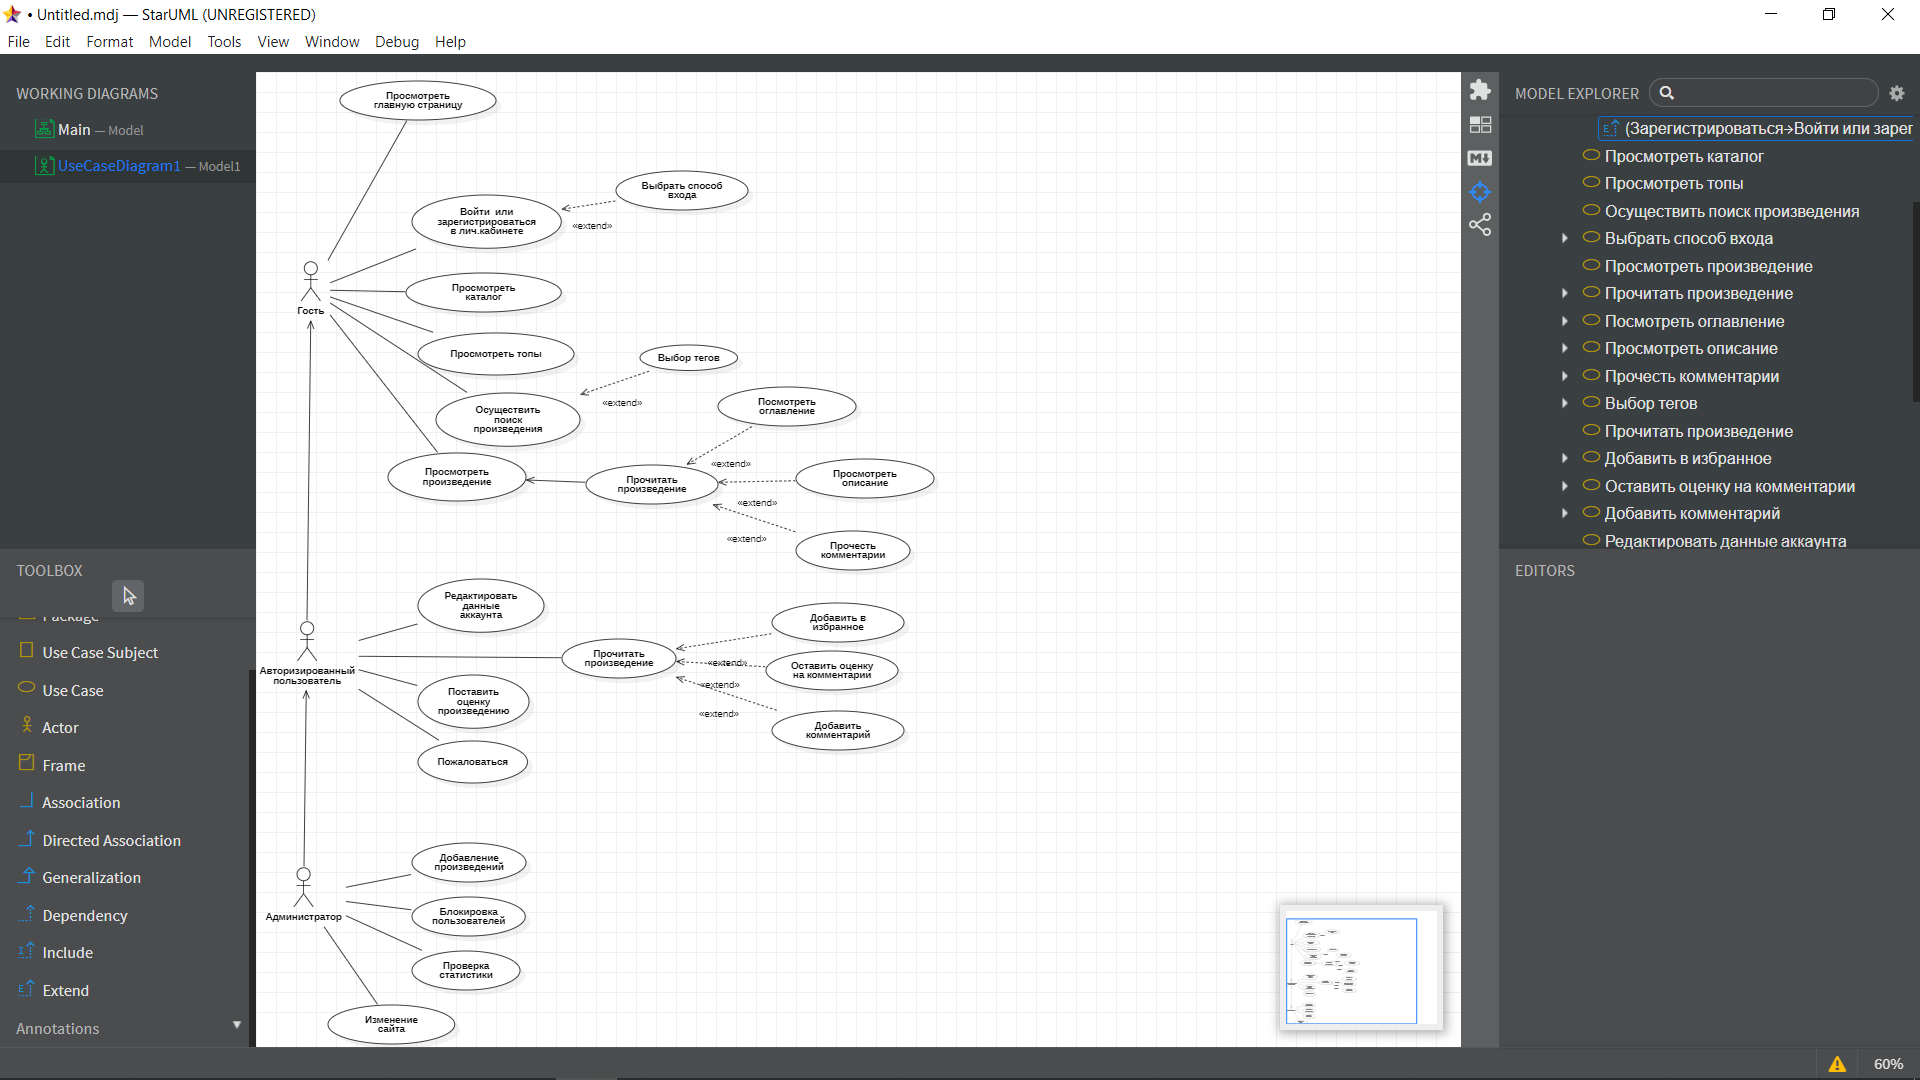 • Untitled.mdj — StarUML (UNREGISTERED)
File Edit Format Model Tools View Window Debug Help
WORKING DIAGRAMS
Main — Model
UseCaseDiagram1 — Model1
TOOLBOX
Package
Use Case Subject
Use Case
Actor
Frame
Association
Directed Association
Generalization
Dependency
Include
Extend
Annotations
Просмотреть
главную страницу
Выбрать способ
входа
Войти или
зарегистрироваться
в лич.кабинете
«extend»
Просмотреть
каталог
Гость
Просмотреть топы
Выбор тегов
«extend»
Осуществить
поиск
произведения
Посмотреть
оглавление
«extend»
Просмотреть
произведение
Прочитать
произведение
Просмотреть
описание
«extend»
«extend»
Прочесть
комментарии
Редактировать
данные
аккаунта
Добавить в
избранное
Авторизированный
пользователь
Прочитать
произведение
«extend»
Оставить оценку
на комментарии
«extend»
Поставить
оценку
произведению
«extend»
Добавить
комментарий
Пожаловаться
Добавление
произведений
Администратор
Блокировка
пользователей
Проверка
статистики
Изменение
сайта
MODEL EXPLORER
(Зарегистрироваться→Войти или зарег
Просмотреть каталог
Просмотреть топы
Осуществить поиск произведения
Выбрать способ входа
Просмотреть произведение
Прочитать произведение
Посмотреть оглавление
Просмотреть описание
Прочесть комментарии
Выбор тегов
Прочитать произведение
Добавить в избранное
Оставить оценку на комментарии
Добавить комментарий
Редактировать данные аккаунта
EDITORS
60%